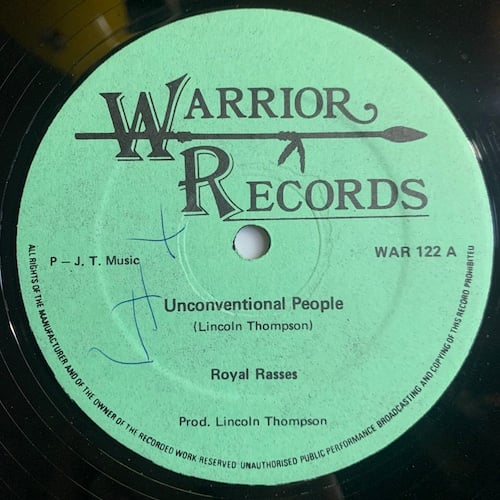 WARRIOR
RECORDS
P – J. T. Music
WAR 122 A
Unconventional People
(Lincoln Thompson)
Royal Rasses
Prod. Lincoln Thompson
ALL RIGHTS OF THE MANUFACTURER AND OF THE OWNER OF THE RECORDED WORK RESERVED UNAUTHORISED PUBLIC PERFORMANCE BROADCASTING AND COPYING OF THIS RECORD PROHIBITED